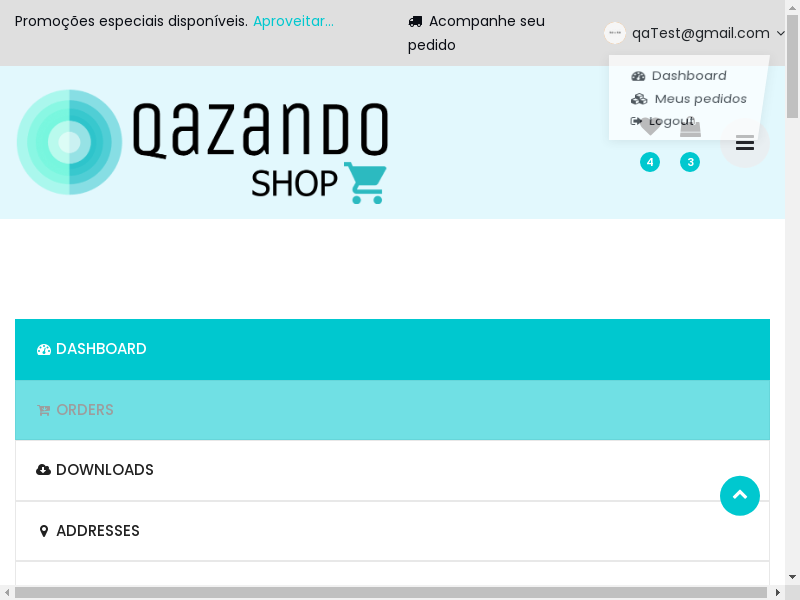 Promoções especiais disponíveis. Aproveitar...
Acompanhe seu
pedido
qaTest@gmail.com
Dashboard
Meus pedidos
Logout
QAZANDO
SHOP
4
3
DASHBOARD
ORDERS
DOWNLOADS
ADDRESSES